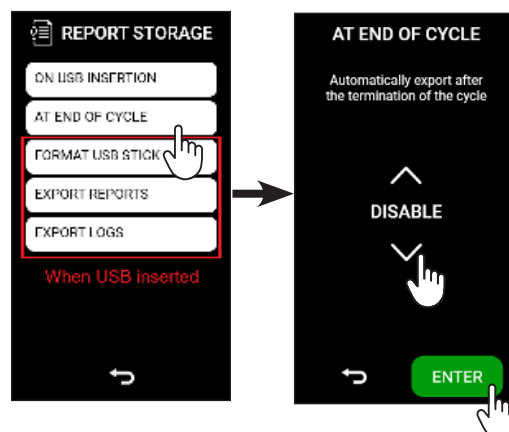 REPORT STORAGE
ON USB INSERTION
AT END OF CYCLE
FORMAT USB STICK
EXPORT REPORTS
EXPORT LOGS
When USB inserted
AT END OF CYCLE
Automatically export after
the termination of the cycle
DISABLE
ENTER